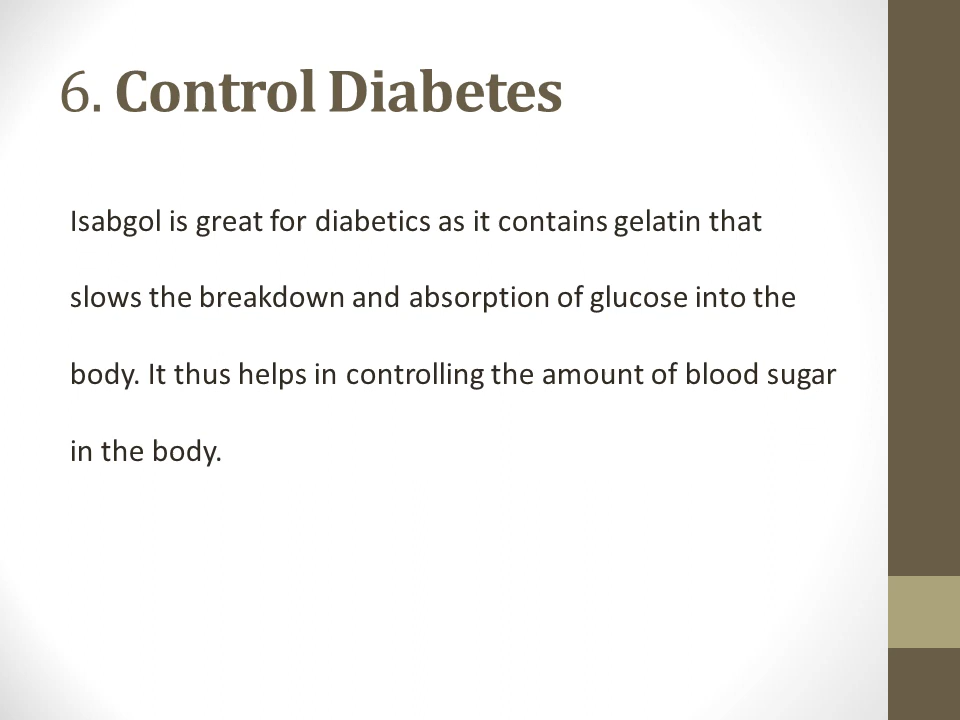 6. Control Diabetes
Isabgol is great for diabetics as it contains gelatin that
slows the breakdown and absorption of glucose into the
body. It thus helps in controlling the amount of blood sugar
in the body.